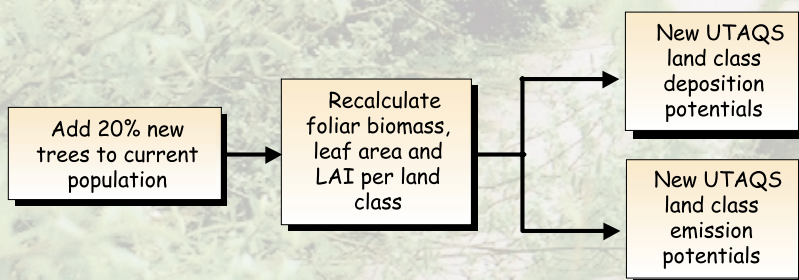 Add 20% new
trees to current
population
Recalculate
foliar biomass,
leaf area and
LAI per land
class
New UTAQS
land class
deposition
potentials
New UTAQS
land class
emission
potentials